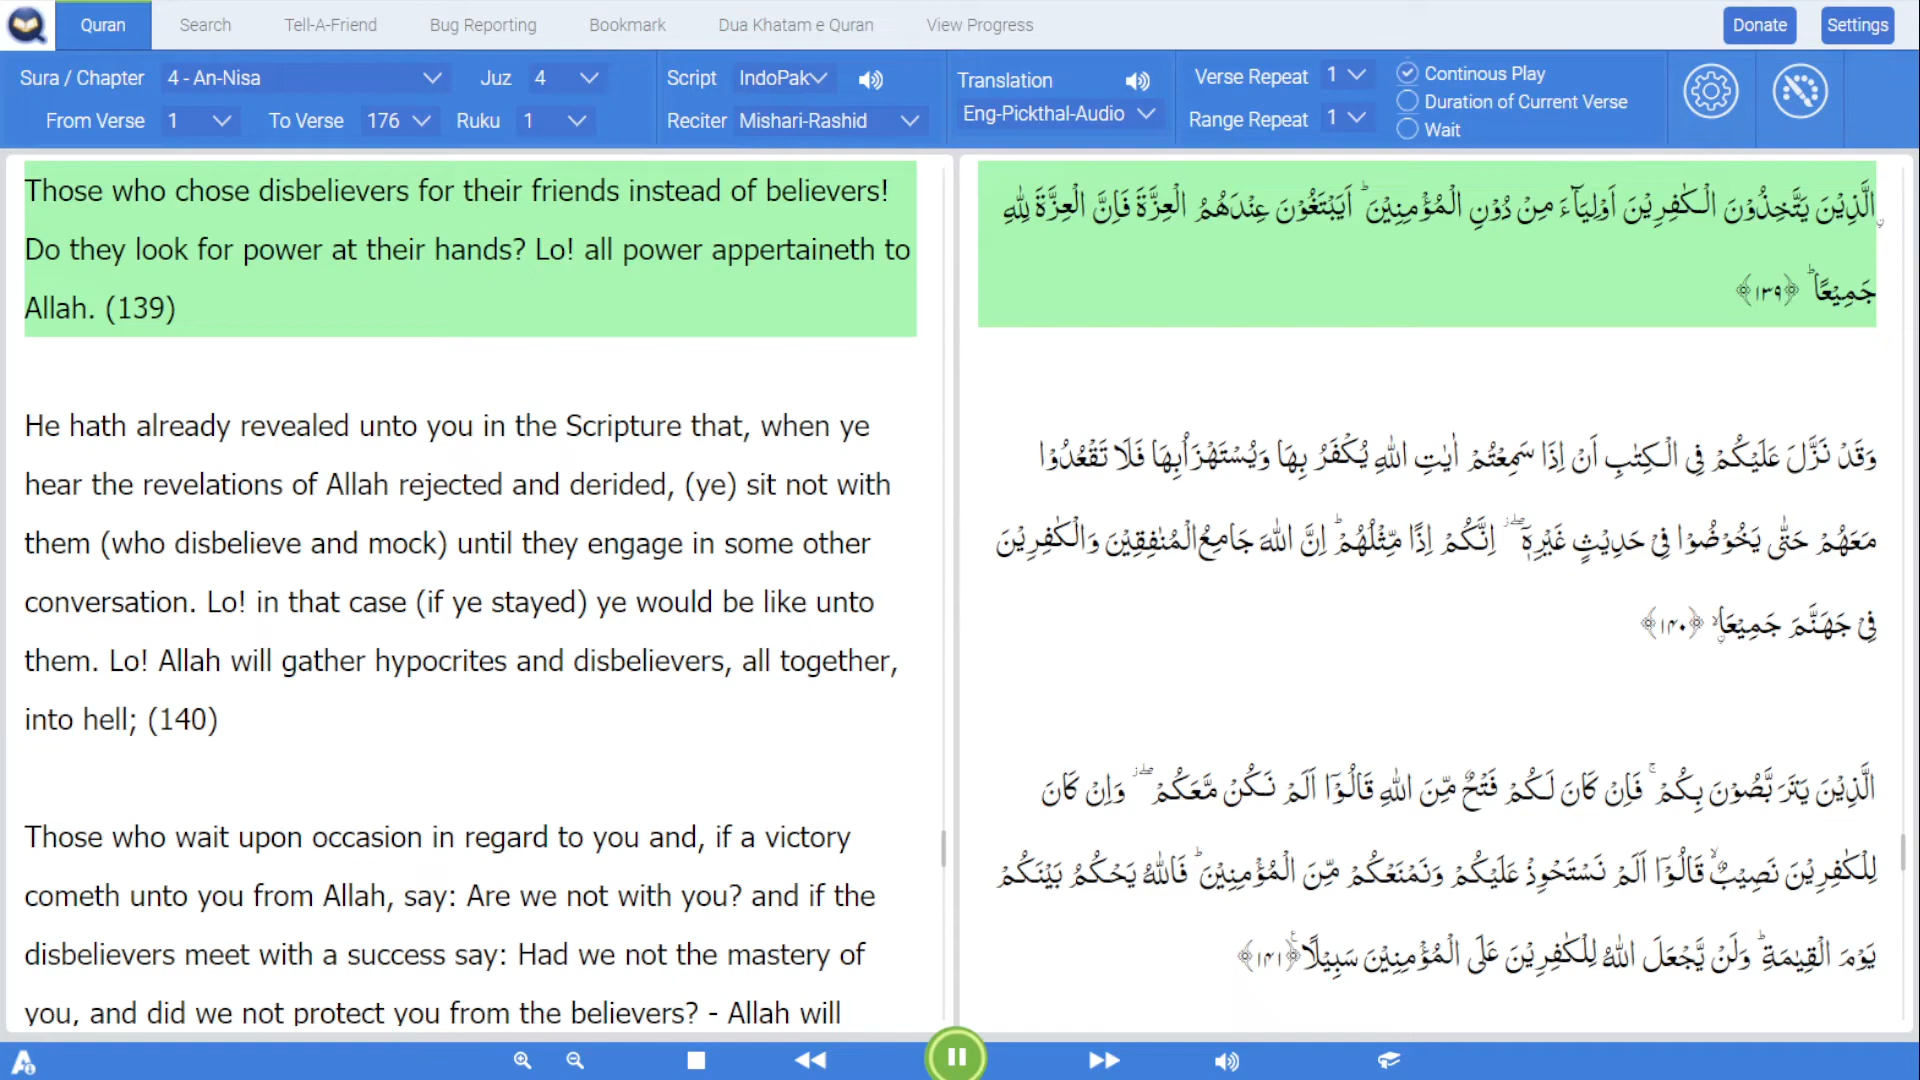 Quran Search Tell-A-Friend Bug Reporting Bookmark Dua Khatam e Quran View Progress Donate Settings
Sura / Chapter 4 - An-Nisa Juz 4 Script IndoPak Translation Verse Repeat 1 Continous Play
Duration of Current Verse
From Verse 1 To Verse 176 Ruku 1 Reciter Mishari-Rashid Eng-Pickthal-Audio Range Repeat 1 Wait
Those who chose disbelievers for their friends instead of believers!
Do they look for power at their hands? Lo! all power appertaineth to
Allah. (139)
He hath already revealed unto you in the Scripture that, when ye
hear the revelations of Allah rejected and derided, (ye) sit not with
them (who disbelieve and mock) until they engage in some other
conversation. Lo! in that case (if ye stayed) ye would be like unto
them. Lo! Allah will gather hypocrites and disbelievers, all together,
into hell; (140)
Those who wait upon occasion in regard to you and, if a victory
cometh unto you from Allah, say: Are we not with you? and if the
disbelievers meet with a success say: Had we not the mastery of
you, and did we not protect you from the believers? - Allah will
الَّذِيْنَ يَتَّخِذُوْنَ الْـكٰفِرِيْنَ اَوْلِيَآءَ مِنْ دُوْنِ الْمُؤْمِنِيْنَ‌ ؕ اَيَبْتَغُوْنَ عِنْدَهُمُ الْعِزَّةَ فَاِنَّ الْعِزَّةَ لِلّٰهِ
جَمِيْعًا ؕ‏ ﴿۱۳۹﴾
وَقَدْ نَزَّلَ عَلَيْكُمْ فِى الْـكِتٰبِ اَنْ اِذَا سَمِعْتُمْ اٰيٰتِ اللّٰهِ يُكْفَرُ بِهَا وَيُسْتَهْزَاُبِهَا فَلَا تَقْعُدُوْا
مَعَهُمْ حَتّٰى يَخُوْضُوْا فِىْ حَدِيْثٍ غَيْرِهٖۤ‌ ‌ۖ ‌ اِنَّكُمْ اِذًا مِّثْلُهُمْ‌ؕ اِنَّ اللّٰهَ جَامِعُالْمُنٰفِقِيْنَ وَالْكٰفِرِيْنَ
فِىْ جَهَـنَّمَ جَمِيْعَاۙ‏ ﴿۱۴۰﴾
الَّذِيْنَ يَتَرَ بَّصُوْنَ بِكُمْ‌ ۚ فَاِنْ كَانَ لَـكُمْ فَتْحٌ مِّنَ اللّٰهِ قَالُـوْۤا اَلَمْ نَـكُنْ مَّعَكُمْ ‌ ۖ وَاِنْ كَانَ
لِلْكٰفِرِيْنَ نَصِيْبٌۙ قَالُـوْۤا اَلَمْ نَسْتَحْوِذْ عَلَيْكُمْ وَنَمْنَعْكُمْ مِّنَ الْمُؤْمِنِيْنَ‌ ؕ فَاللّٰهُ يَحْكُمُ بَيْنَكُمْ
يَوْمَ الْقِيٰمَةِ‌ ؕ وَلَنْ يَّجْعَلَ اللّٰهُ لِلْكٰفِرِيْنَ عَلَى الْمُؤْمِنِيْنَ سَبِيْلًا‏ ﴿۱۴۱﴾